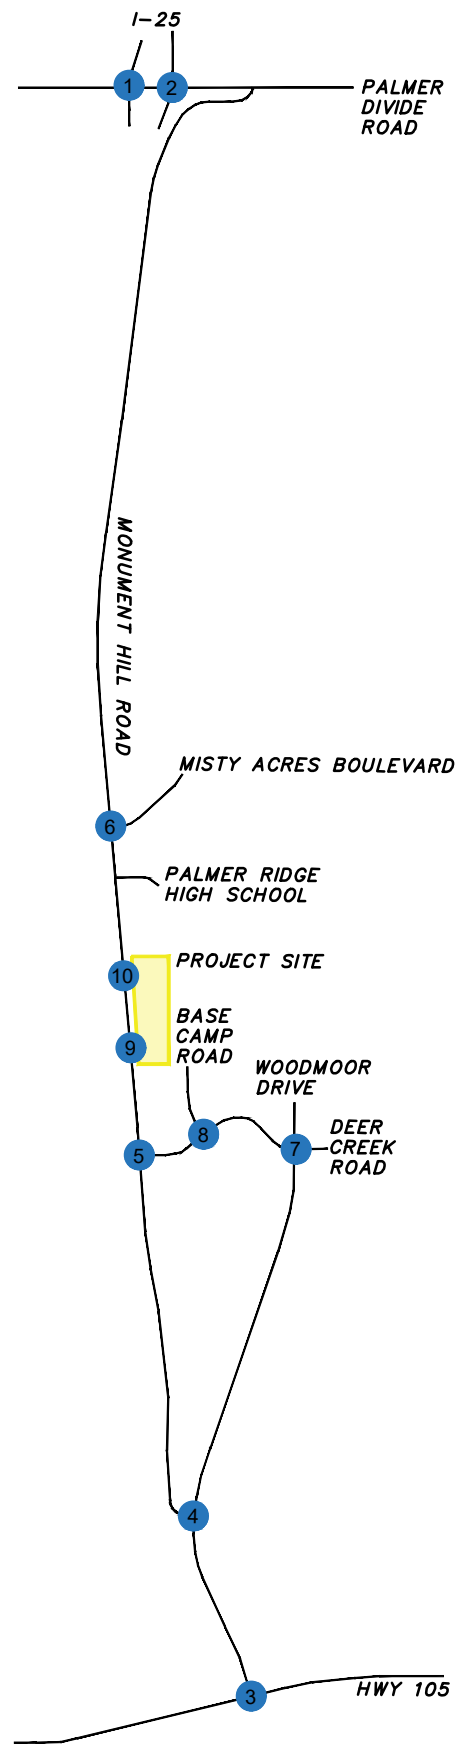 I-25
1
2
PALMER
DIVIDE
ROAD
MONUMENT HILL ROAD
MISTY ACRES BOULEVARD
6
PALMER RIDGE
HIGH SCHOOL
10
PROJECT SITE
9
BASE
CAMP
ROAD
WOODMOOR
DRIVE
8
5
7
DEER
CREEK
ROAD
4
3
HWY 105